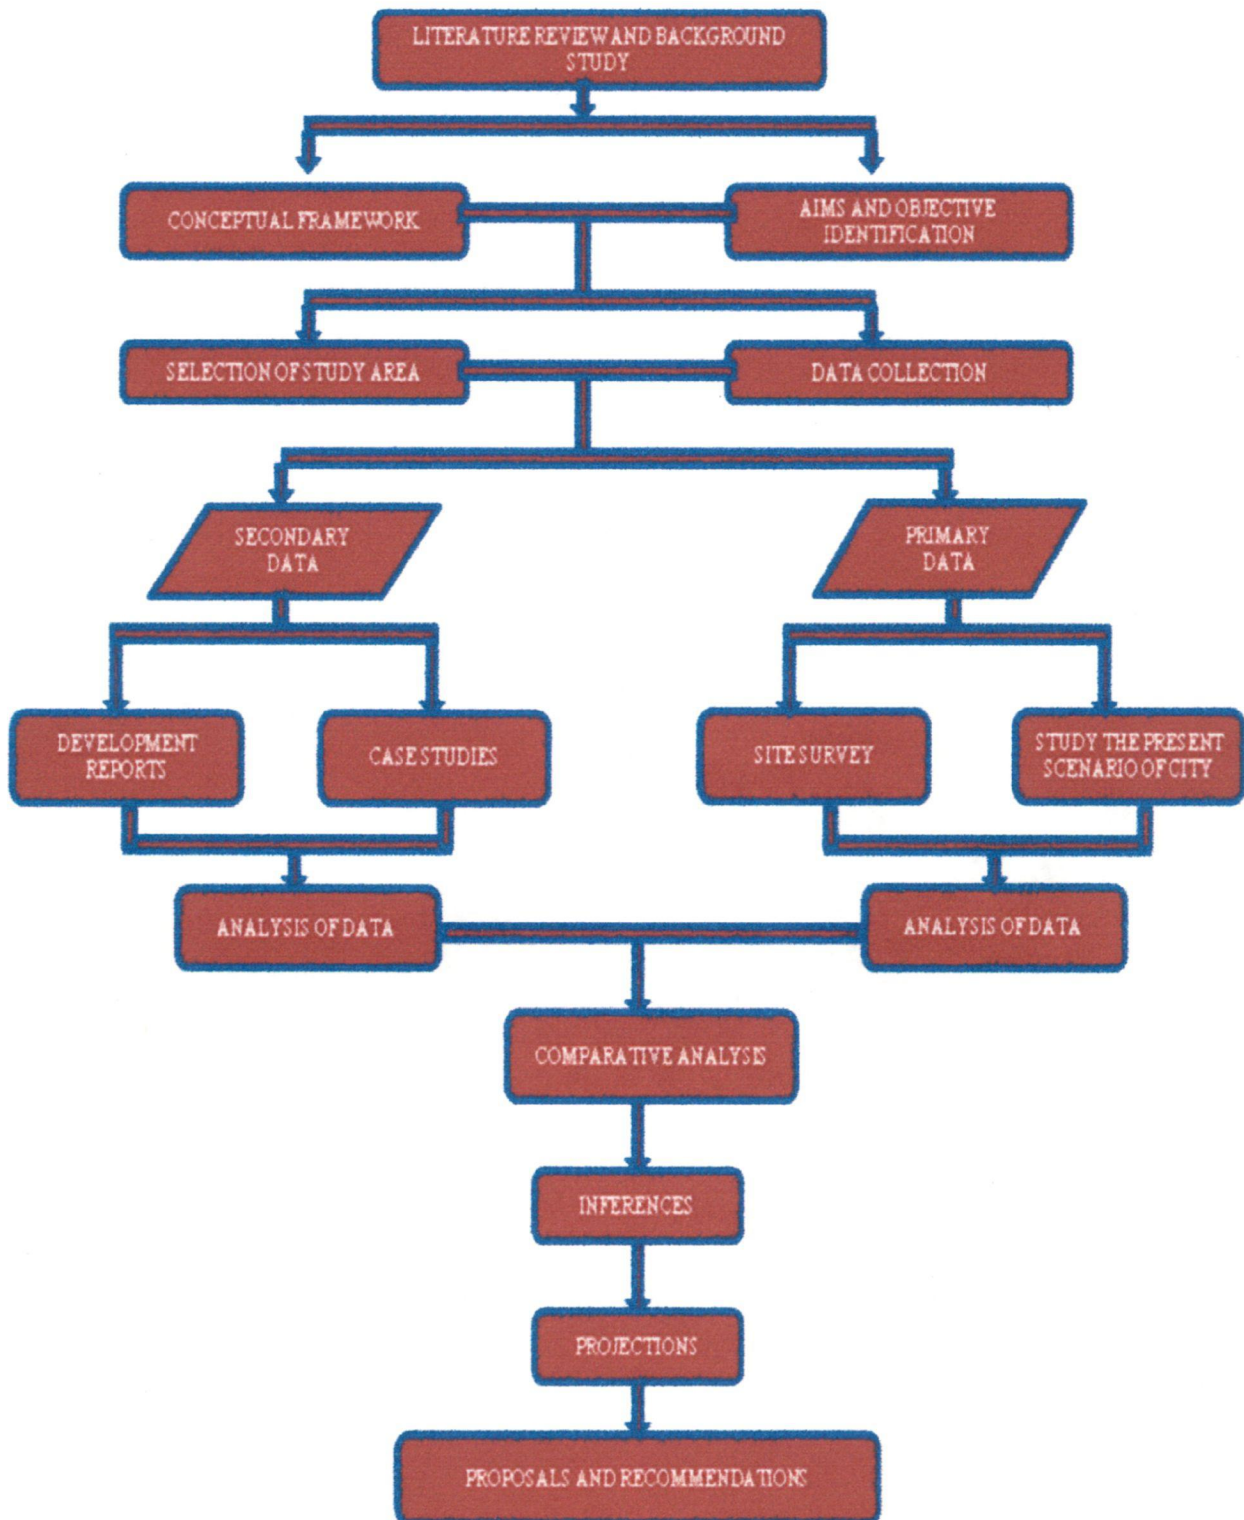 LITERATURE REVIEW AND BACKGROUND
STUDY
CONCEPTUAL FRAMEWORK
AIMS AND OBJECTIVE
IDENTIFICATION
SELECTION OF STUDY AREA
DATA COLLECTION
SECONDARY
DATA
PRIMARY
DATA
DEVELOPMENT
REPORTS
CASE STUDIES
SITE SURVEY
STUDY THE PRESENT
SCENARIO OF CITY
ANALYSIS OF DATA
ANALYSIS OF DATA
COMPARATIVE ANALYSIS
INFERENCES
PROJECTIONS
PROPOSALS AND RECOMMENDATIONS